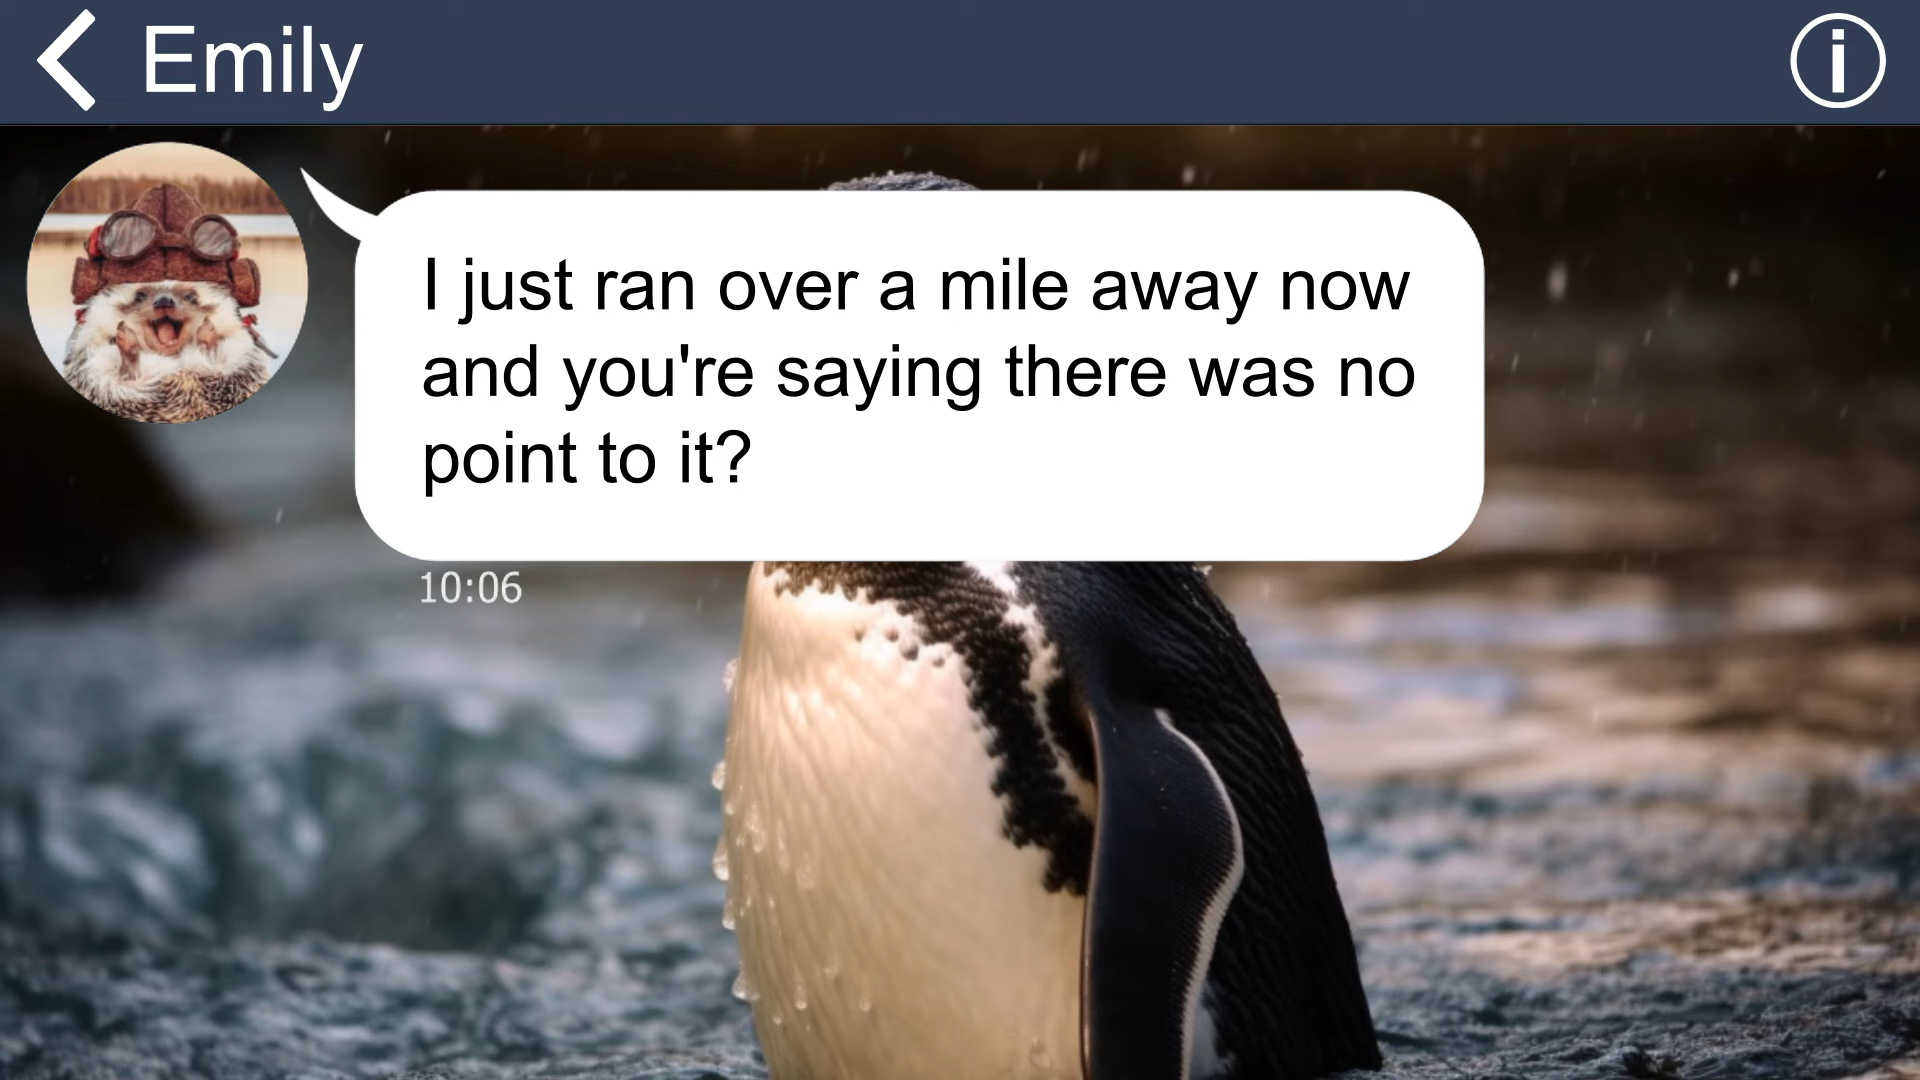 Emily
I just ran over a mile away now
and you're saying there was no
point to it?
10:06